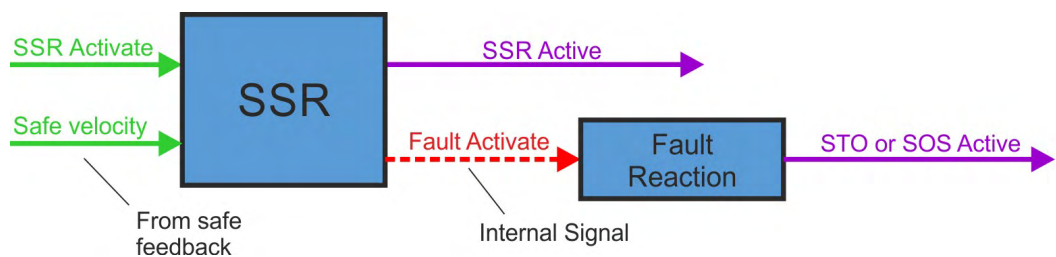 SSR Activate
SSR Active
SSR
Safe velocity
Fault Activate
Fault
Reaction
STO or SOS Active
From safe
feedback
Internal Signal